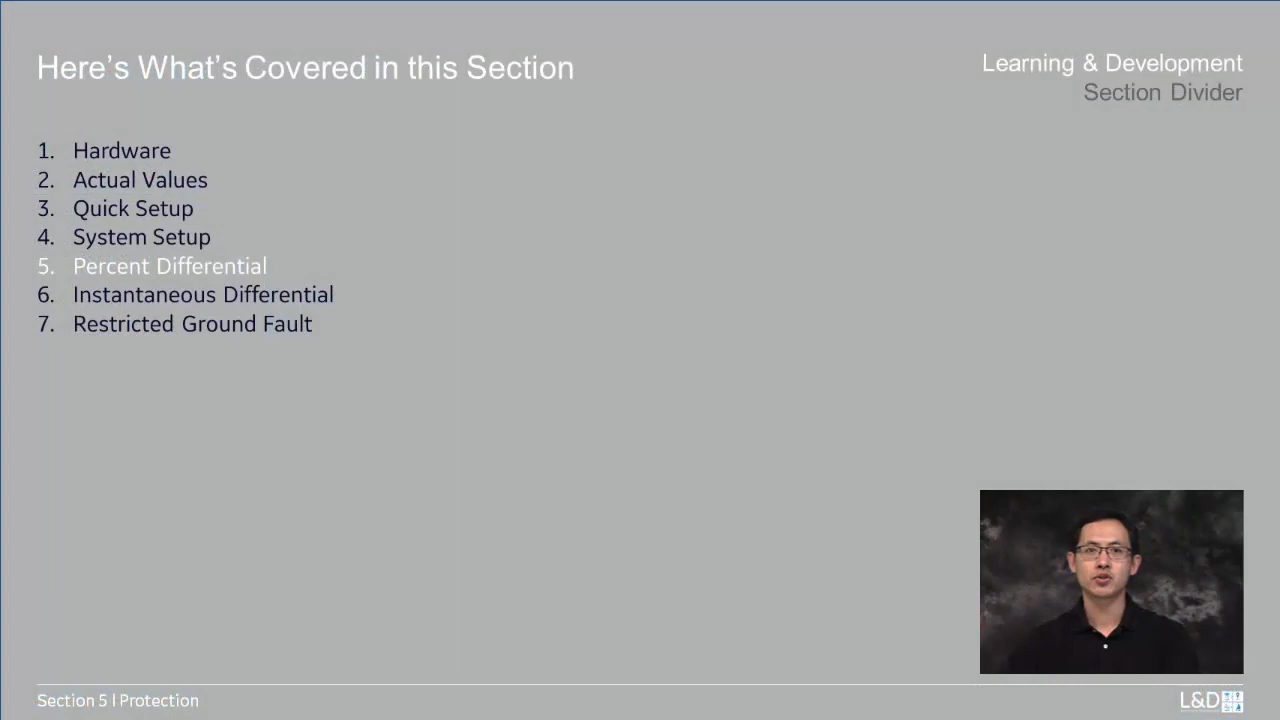 Here's What's Covered in this Section
Learning & Development
Section Divider
1. Hardware
2. Actual Values
3. Quick Setup
4. System Setup
5. Percent Differential
6. Instantaneous Differential
7. Restricted Ground Fault
Section 5 | Protection
L&D